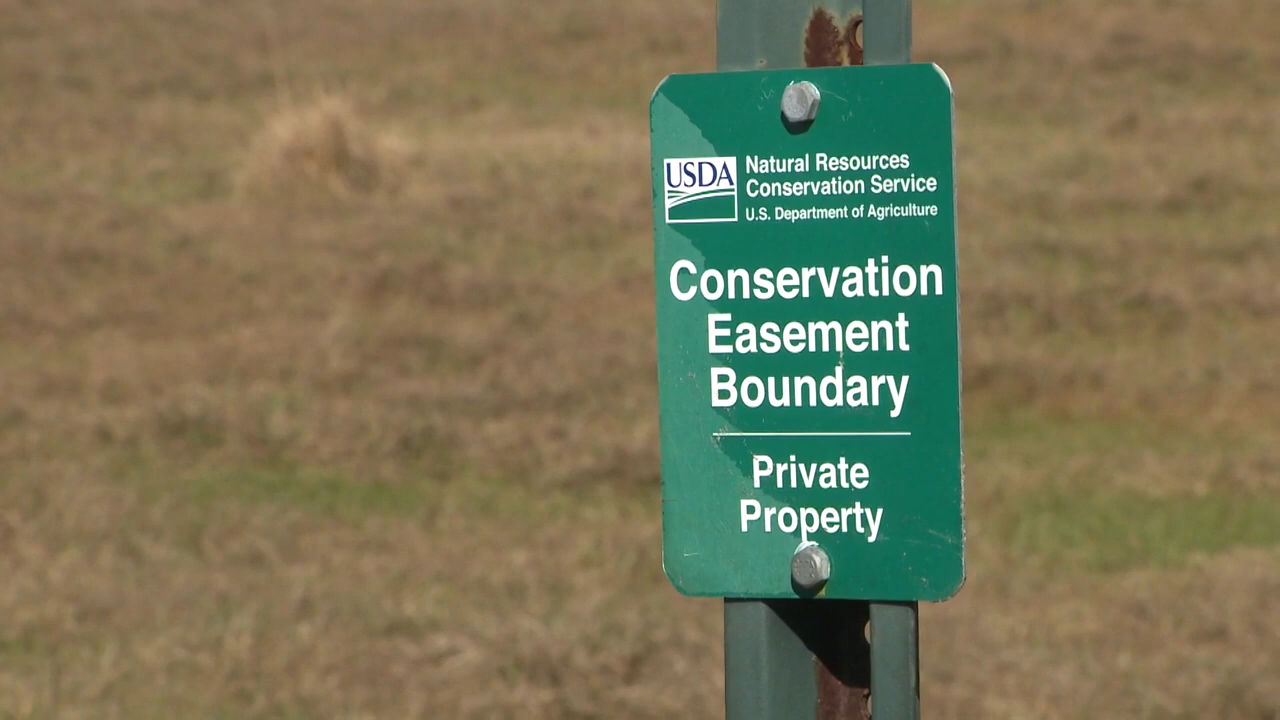 USDA
Natural Resources
Conservation Service
U.S. Department of Agriculture
Conservation
Easement
Boundary
Private
Property